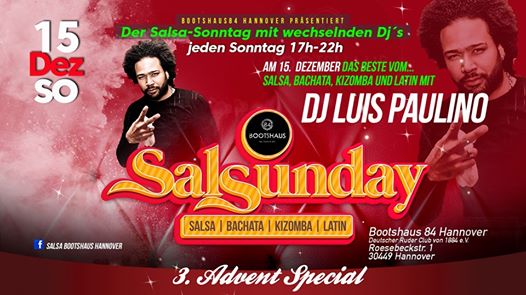 BOOTSHAUS84 HANNOVER PRÄSENTIERT
Der Salsa-Sonntag mit wechselnden Dj´s
jeden Sonntag 17h-22h
15
Dez
SO
AM 15. DEZEMBER DAS BESTE VOM...
SALSA, BACHATA, KIZOMBA UND LATIN MIT
DJ LUIS PAULINO
84
BOOTSHAUS
SalSunday
SALSA | BACHATA | KIZOMBA | LATIN
f SALSA BOOTSHAUS HANNOVER
Bootshaus 84 Hannover
Deutscher Ruder Club von 1884 e.V.
Roesebeckstr. 1
30449 Hannover
3. Advent Special